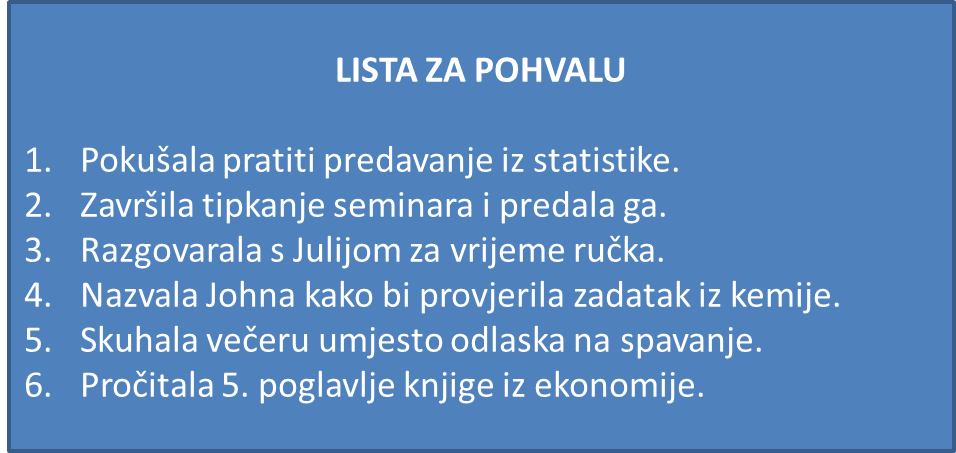 LISTA ZA POHVALU
1. Pokušala pratiti predavanje iz statistike.
2. Završila tipkanje seminara i predala ga.
3. Razgovarala s Julijom za vrijeme ručka.
4. Nazvala Johna kako bi provjerila zadatak iz kemije.
5. Skuhala večeru umjesto odlaska na spavanje.
6. Pročitala 5. poglavlje knjige iz ekonomije.